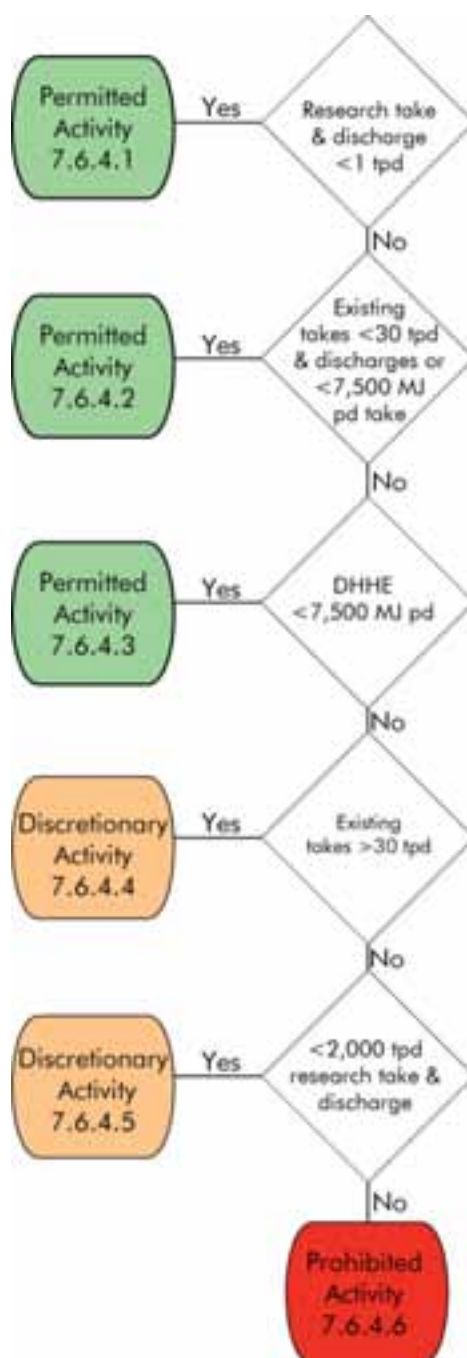 Permitted
Activity
7.6.4.1
Yes
Research take
& discharge
<1 tpd
No
Permitted
Activity
7.6.4.2
Yes
Existing
takes <30 tpd
& discharges or
<7,500 MJ
pd take
No
Permitted
Activity
7.6.4.3
Yes
DHHE
<7,500 MJ pd
No
Discretionary
Activity
7.6.4.4
Yes
Existing
takes >30 tpd
No
Discretionary
Activity
7.6.4.5
Yes
<2,000 tpd
research take &
discharge
No
Prohibited
Activity
7.6.4.6